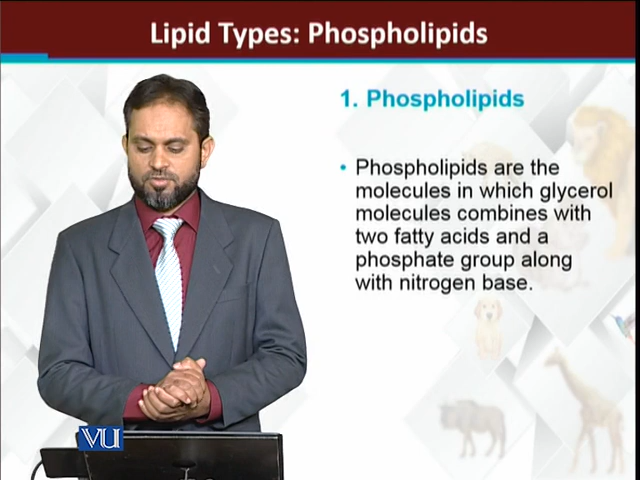 Lipid Types: Phospholipids
1. Phospholipids
• Phospholipids are the
molecules in which glycerol
molecules combines with
two fatty acids and a
phosphate group along
with nitrogen base.
VU